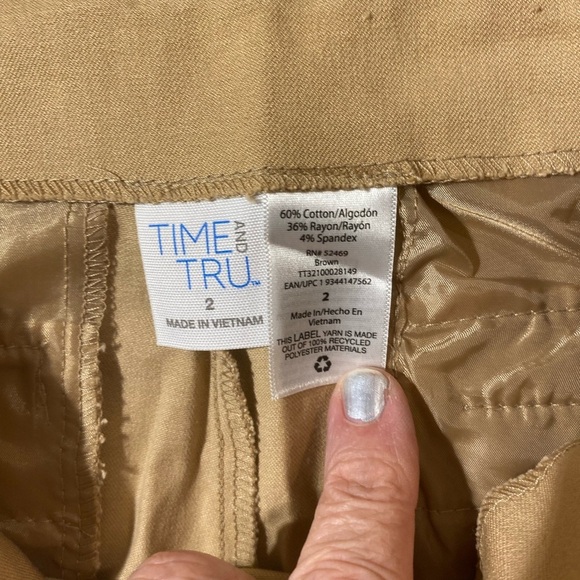 TIME AND
TRU™
2
MADE IN VIETNAM
60% Cotton/Algodón
36% Rayon/Rayón
4% Spandex
RN# 52469
Brown
TT32100028149
EAN/UPC 1 9344147562
2
Made In/Hecho En
Vietnam
THIS LABEL YARN IS MADE
OUT OF 100% RECYCLED
POLYESTER MATERIALS